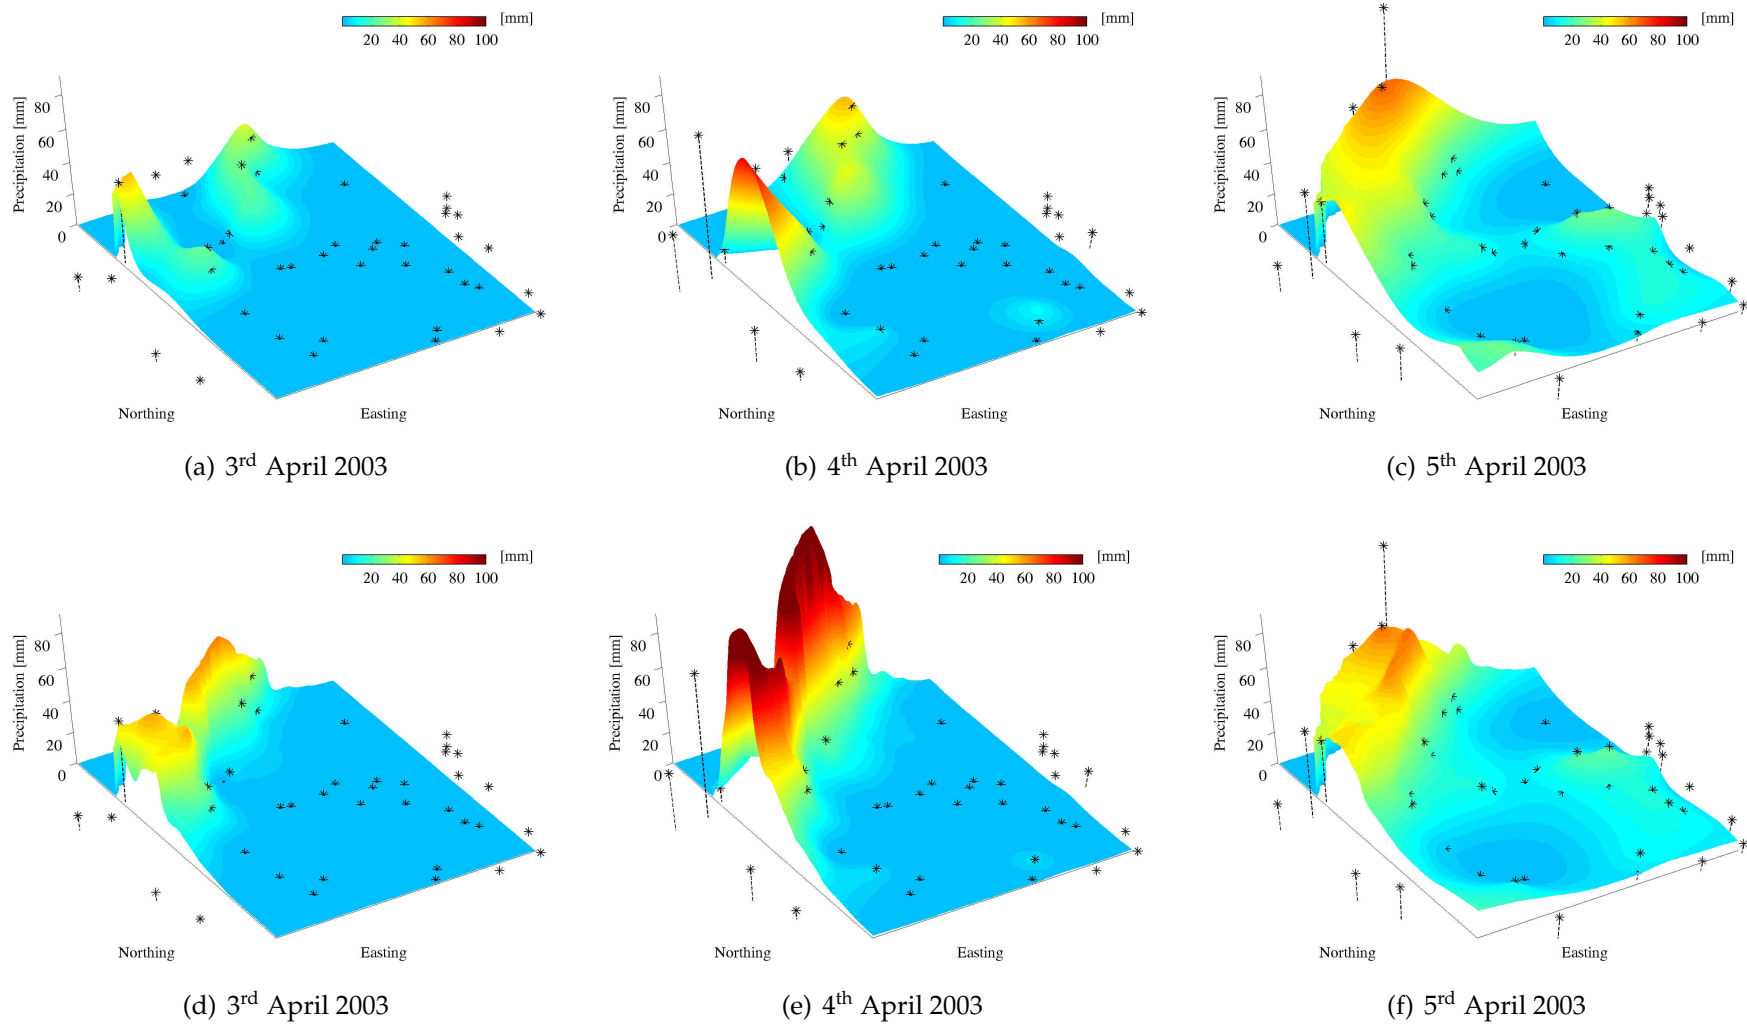 [mm]
20 40 60 80 100
Precipitation [mm]
80
60
40
20
0
Northing
Easting
(a) 3rd April 2003
[mm]
20 40 60 80 100
Precipitation [mm]
80
60
40
20
0
Northing
Easting
(b) 4th April 2003
[mm]
20 40 60 80 100
Precipitation [mm]
80
60
40
20
0
Northing
Easting
(c) 5th April 2003
[mm]
20 40 60 80 100
Precipitation [mm]
80
60
40
20
0
Northing
Easting
(d) 3rd April 2003
[mm]
20 40 60 80 100
Precipitation [mm]
80
60
40
20
0
Northing
Easting
(e) 4th April 2003
[mm]
20 40 60 80 100
Precipitation [mm]
80
60
40
20
0
Northing
Easting
(f) 5rd April 2003